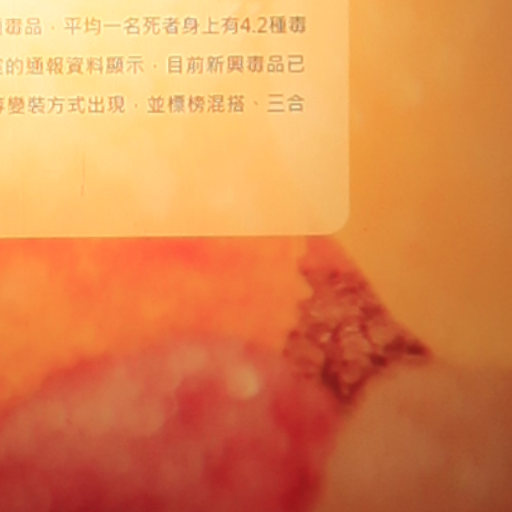 毒品，平均一名死者身上有4.2種毒
的通報資料顯示，目前新興毒品已
變裝方式出現，並標榜混搭、三合